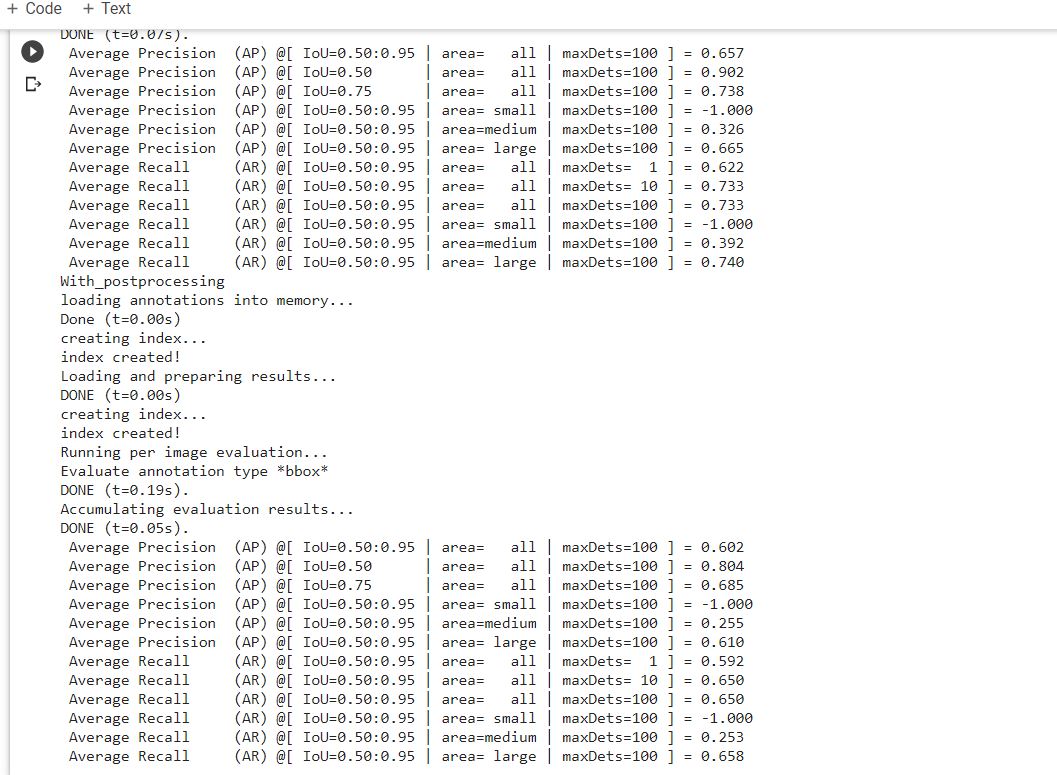 + Code + Text
DONE (t=0.07s).
Average Precision (AP) @[ IoU=0.50:0.95 | area= all | maxDets=100 ] = 0.657
Average Precision (AP) @[ IoU=0.50 | area= all | maxDets=100 ] = 0.902
Average Precision (AP) @[ IoU=0.75 | area= all | maxDets=100 ] = 0.738
Average Precision (AP) @[ IoU=0.50:0.95 | area= small | maxDets=100 ] = -1.000
Average Precision (AP) @[ IoU=0.50:0.95 | area=medium | maxDets=100 ] = 0.326
Average Precision (AP) @[ IoU=0.50:0.95 | area= large | maxDets=100 ] = 0.665
Average Recall (AR) @[ IoU=0.50:0.95 | area= all | maxDets= 1 ] = 0.622
Average Recall (AR) @[ IoU=0.50:0.95 | area= all | maxDets= 10 ] = 0.733
Average Recall (AR) @[ IoU=0.50:0.95 | area= all | maxDets=100 ] = 0.733
Average Recall (AR) @[ IoU=0.50:0.95 | area= small | maxDets=100 ] = -1.000
Average Recall (AR) @[ IoU=0.50:0.95 | area=medium | maxDets=100 ] = 0.392
Average Recall (AR) @[ IoU=0.50:0.95 | area= large | maxDets=100 ] = 0.740
With_postprocessing
loading annotations into memory...
Done (t=0.00s)
creating index...
index created!
Loading and preparing results...
DONE (t=0.00s)
creating index...
index created!
Running per image evaluation...
Evaluate annotation type *bbox*
DONE (t=0.19s).
Accumulating evaluation results...
DONE (t=0.05s).
Average Precision (AP) @[ IoU=0.50:0.95 | area= all | maxDets=100 ] = 0.602
Average Precision (AP) @[ IoU=0.50 | area= all | maxDets=100 ] = 0.804
Average Precision (AP) @[ IoU=0.75 | area= all | maxDets=100 ] = 0.685
Average Precision (AP) @[ IoU=0.50:0.95 | area= small | maxDets=100 ] = -1.000
Average Precision (AP) @[ IoU=0.50:0.95 | area=medium | maxDets=100 ] = 0.255
Average Precision (AP) @[ IoU=0.50:0.95 | area= large | maxDets=100 ] = 0.610
Average Recall (AR) @[ IoU=0.50:0.95 | area= all | maxDets= 1 ] = 0.592
Average Recall (AR) @[ IoU=0.50:0.95 | area= all | maxDets= 10 ] = 0.650
Average Recall (AR) @[ IoU=0.50:0.95 | area= all | maxDets=100 ] = 0.650
Average Recall (AR) @[ IoU=0.50:0.95 | area= small | maxDets=100 ] = -1.000
Average Recall (AR) @[ IoU=0.50:0.95 | area=medium | maxDets=100 ] = 0.253
Average Recall (AR) @[ IoU=0.50:0.95 | area= large | maxDets=100 ] = 0.658